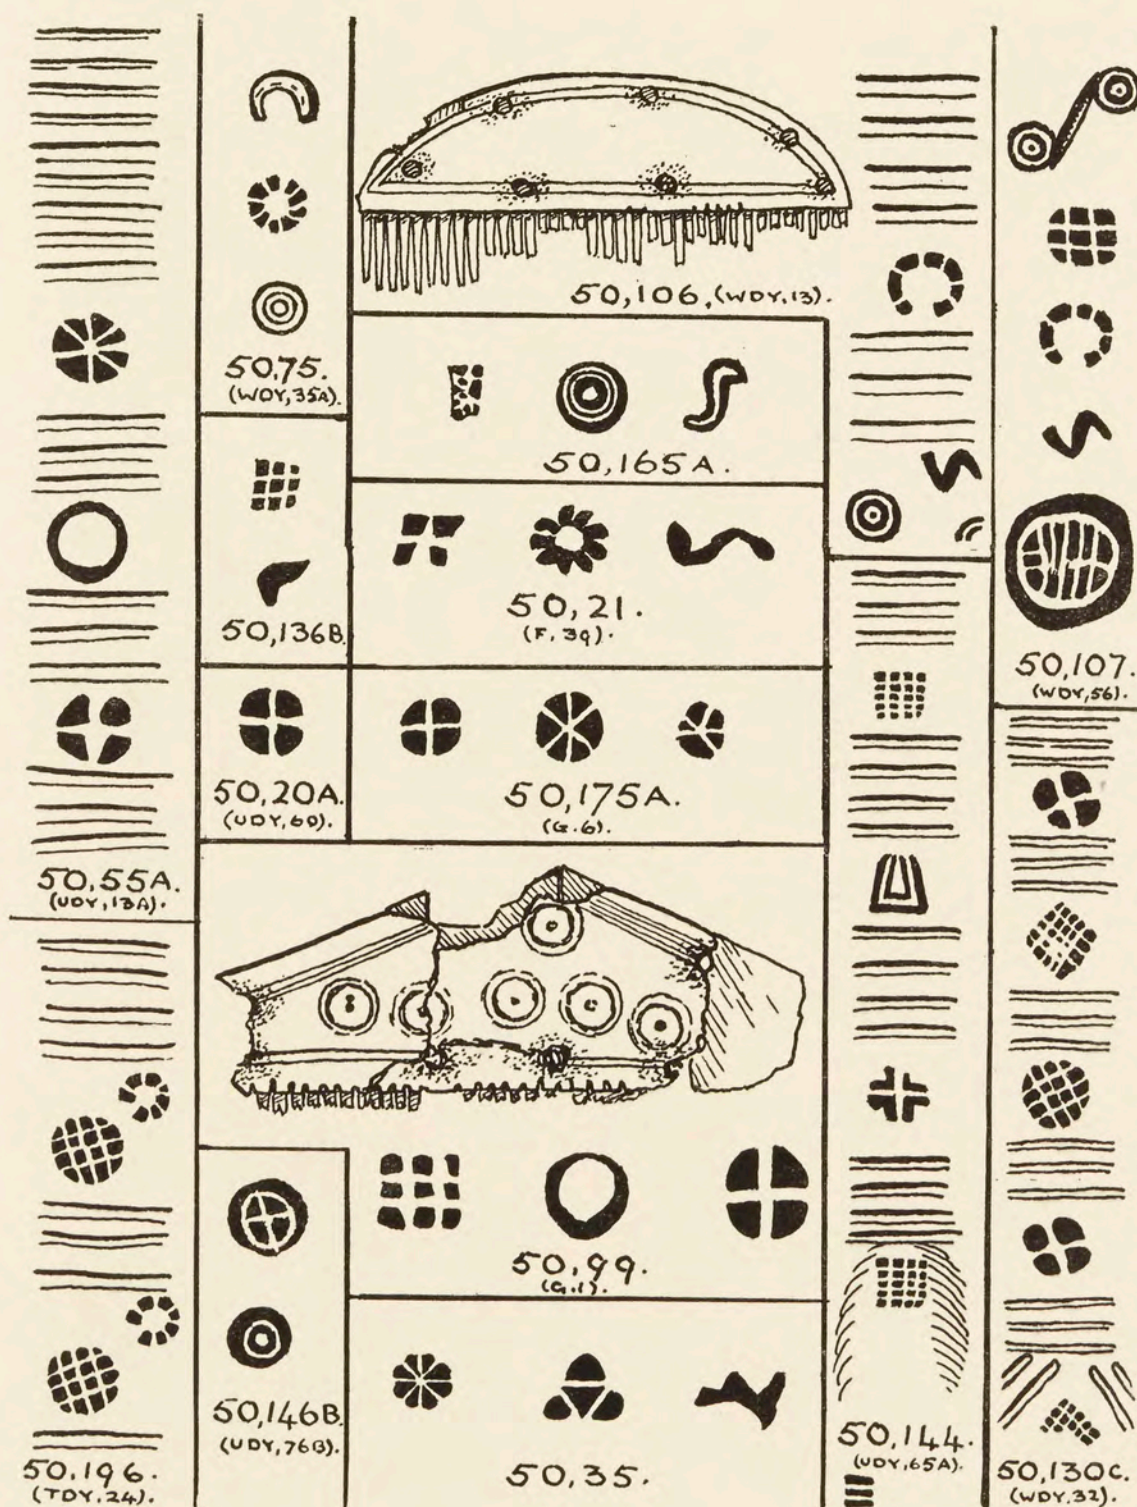 50,106,(WDY,13).
50,75.
(WDY,35A).
50,165A.
50,21.
(F.39).
50,136B.
50,107.
(WDY,56).
50,20A.
(UDY,60).
50,175A.
(G.6).
50,55A.
(UDY,13A).
50,99.
(G.1).
50,146B.
(UDY,76B).
50,144.
(UDY,65A).
50,196.
(TDY,24).
50,35.
50,130C.
(WDY,32).